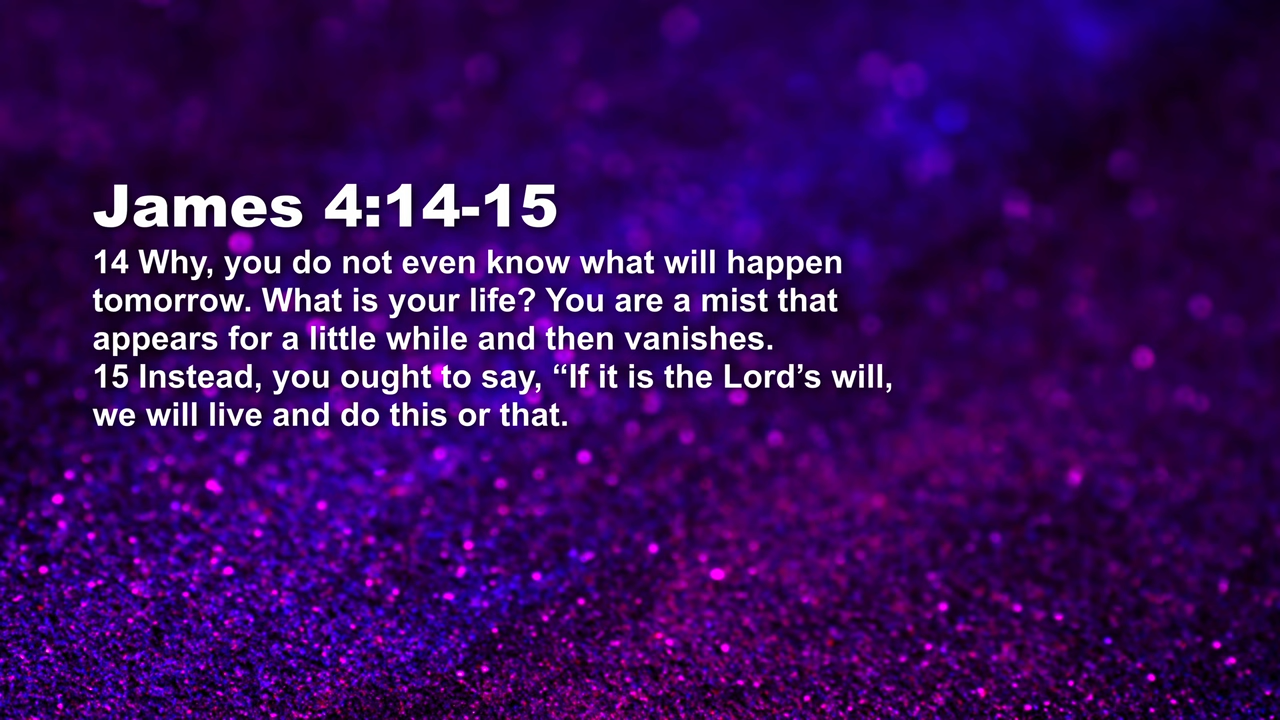 James 4:14-15
14 Why, you do not even know what will happen
tomorrow. What is your life? You are a mist that
appears for a little while and then vanishes.
15 Instead, you ought to say, “If it is the Lord’s will,
we will live and do this or that.